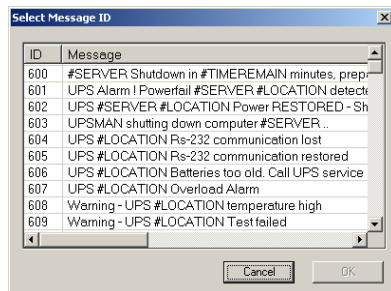 Select Message ID
ID Message
600 #SERVER Shutdown in #TIMEREMAIN minutes,
601 UPS Alarm ! Powerfail #SERVER #LOCATION
602 UPS #SERVER #LOCATION Power RESTORED -
603 UPSMAN shutting down computer #SERVER ..
604 UPS #LOCATION Rs-232 communication lost
605 UPS #LOCATION Rs-232 communication restored
606 UPS #LOCATION Batteries too old. Call UPS service
607 UPS #LOCATION Overload Alarm
608 Warning - UPS #LOCATION temperature high
609 Warning - UPS #LOCATION Test failed
Cancel OK